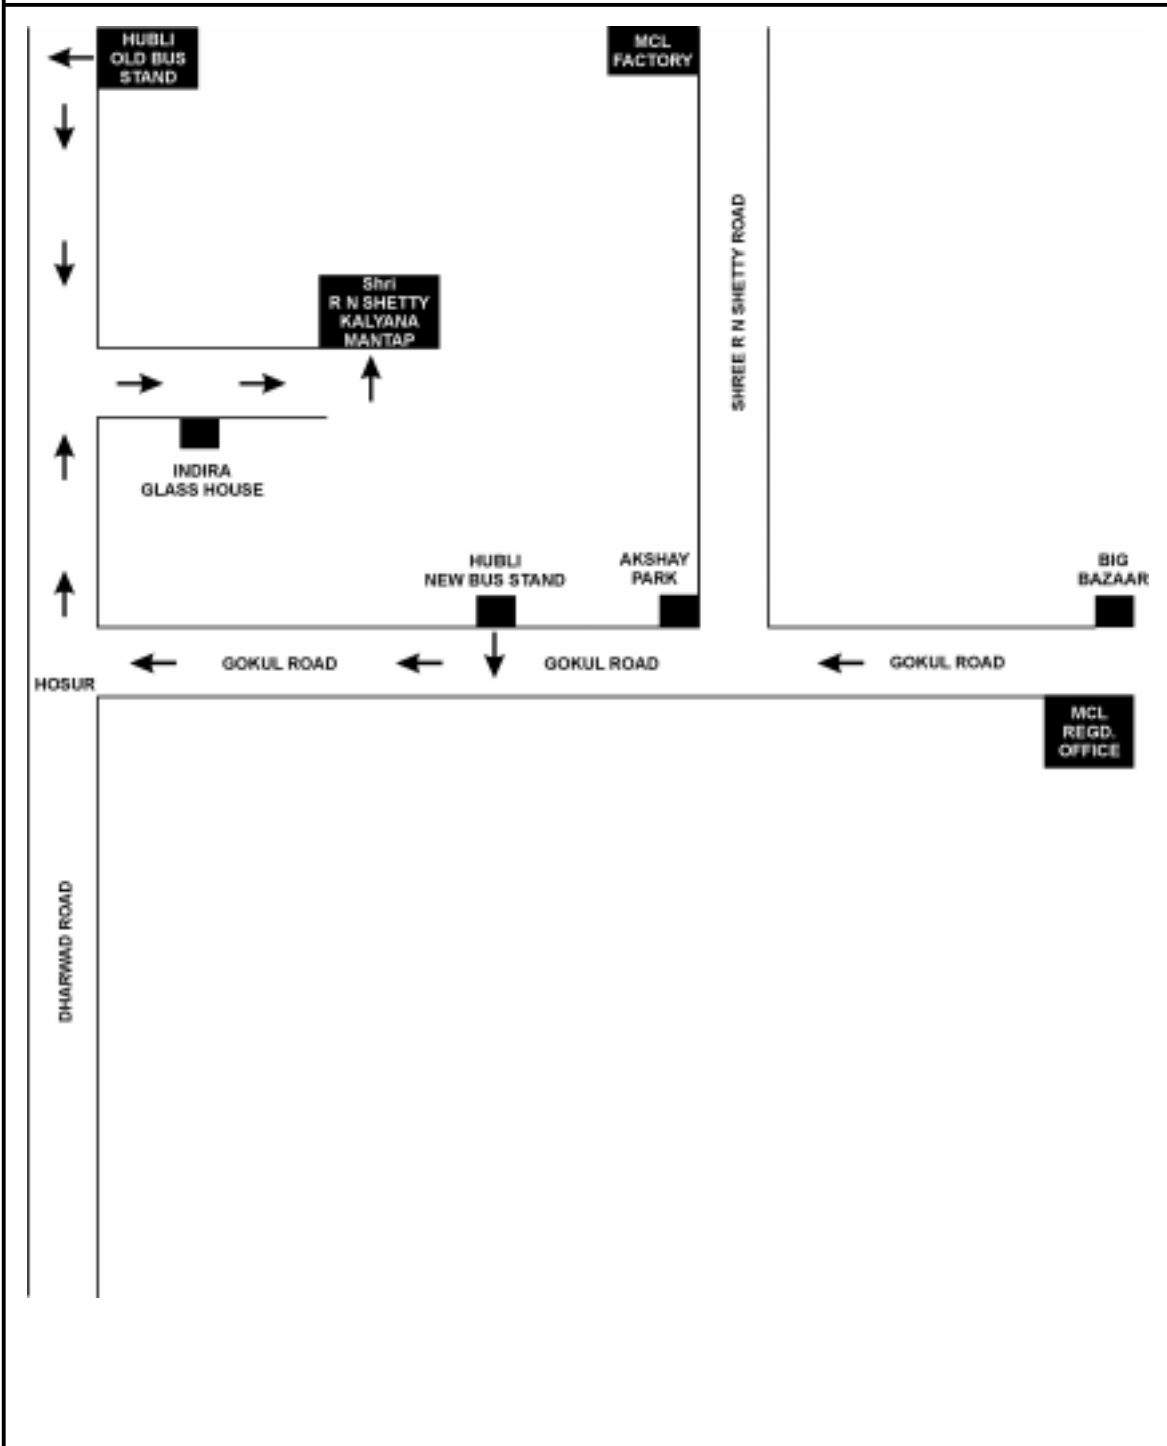 HUBLI
OLD BUS
STAND
MCL
FACTORY
SHREE R N SHETTY ROAD
Shri
R N SHETTY
KALYANA
MANTAP
INDIRA
GLASS HOUSE
HUBLI
NEW BUS STAND
AKSHAY
PARK
BIG
BAZAAR
GOKUL ROAD
GOKUL ROAD
GOKUL ROAD
HOSUR
MCL
REGD.
OFFICE
DHARWAD ROAD